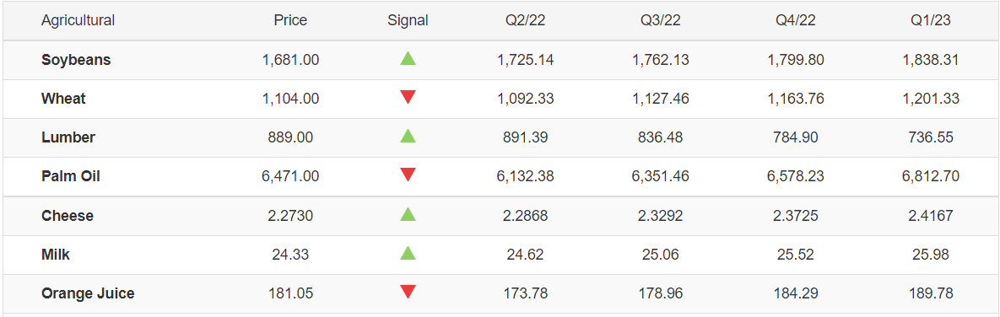 Agricultural Price Signal Q2/22 Q3/22 Q4/22 Q1/23
Soybeans 1,681.00 1,725.14 1,762.13 1,799.80 1,838.31
Wheat 1,104.00 1,092.33 1,127.46 1,163.76 1,201.33
Lumber 889.00 891.39 836.48 784.90 736.55
Palm Oil 6,471.00 6,132.38 6,351.46 6,578.23 6,812.70
Cheese 2.2730 2.2868 2.3292 2.3725 2.4167
Milk 24.33 24.62 25.06 25.52 25.98
Orange Juice 181.05 173.78 178.96 184.29 189.78